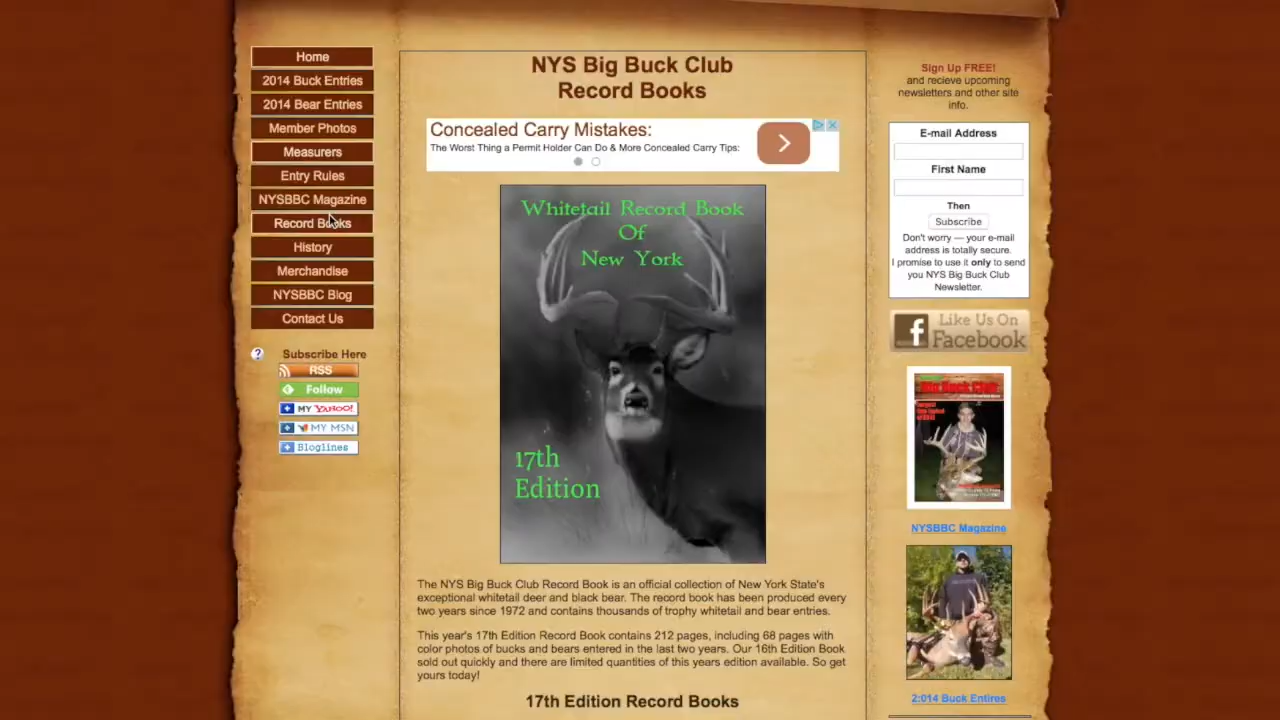 Home
2014 Buck Entries
2014 Bear Entries
Member Photos
Measurers
Entry Rules
NYSBBC Magazine
Record Books
History
Merchandise
NYSBBC Blog
Contact Us
?
Subscribe Here
RSS
Follow
MY YAHOO!
MY MSN
Bloglines
NYS Big Buck Club
Record Books
Concealed Carry Mistakes:
The Worst Thing a Permit Holder Can Do & More Concealed Carry Tips:
Whitetail Record Book
Of
New York
17th
Edition
The NYS Big Buck Club Record Book is an official collection of New York State's
exceptional whitetail deer and black bear. The record book has been produced every
two years since 1972 and contains thousands of trophy whitetail and bear entries.
This year's 17th Edition Record Book contains 212 pages, including 68 pages with
color photos of bucks and bears entered in the last two years. Our 16th Edition Book
sold out quickly and there are limited quantities of this years edition available. So get
yours today!
17th Edition Record Books
Sign Up FREE!
and recieve upcoming
newsletters and other site
info.
E-mail Address
First Name
Then
Subscribe
Don't worry — your e-mail
address is totally secure.
I promise to use it only to send
you NYS Big Buck Club
Newsletter.
f
Like Us On
Facebook
Big Buck Club
NYSBBC Magazine
2:014 Buck Entires